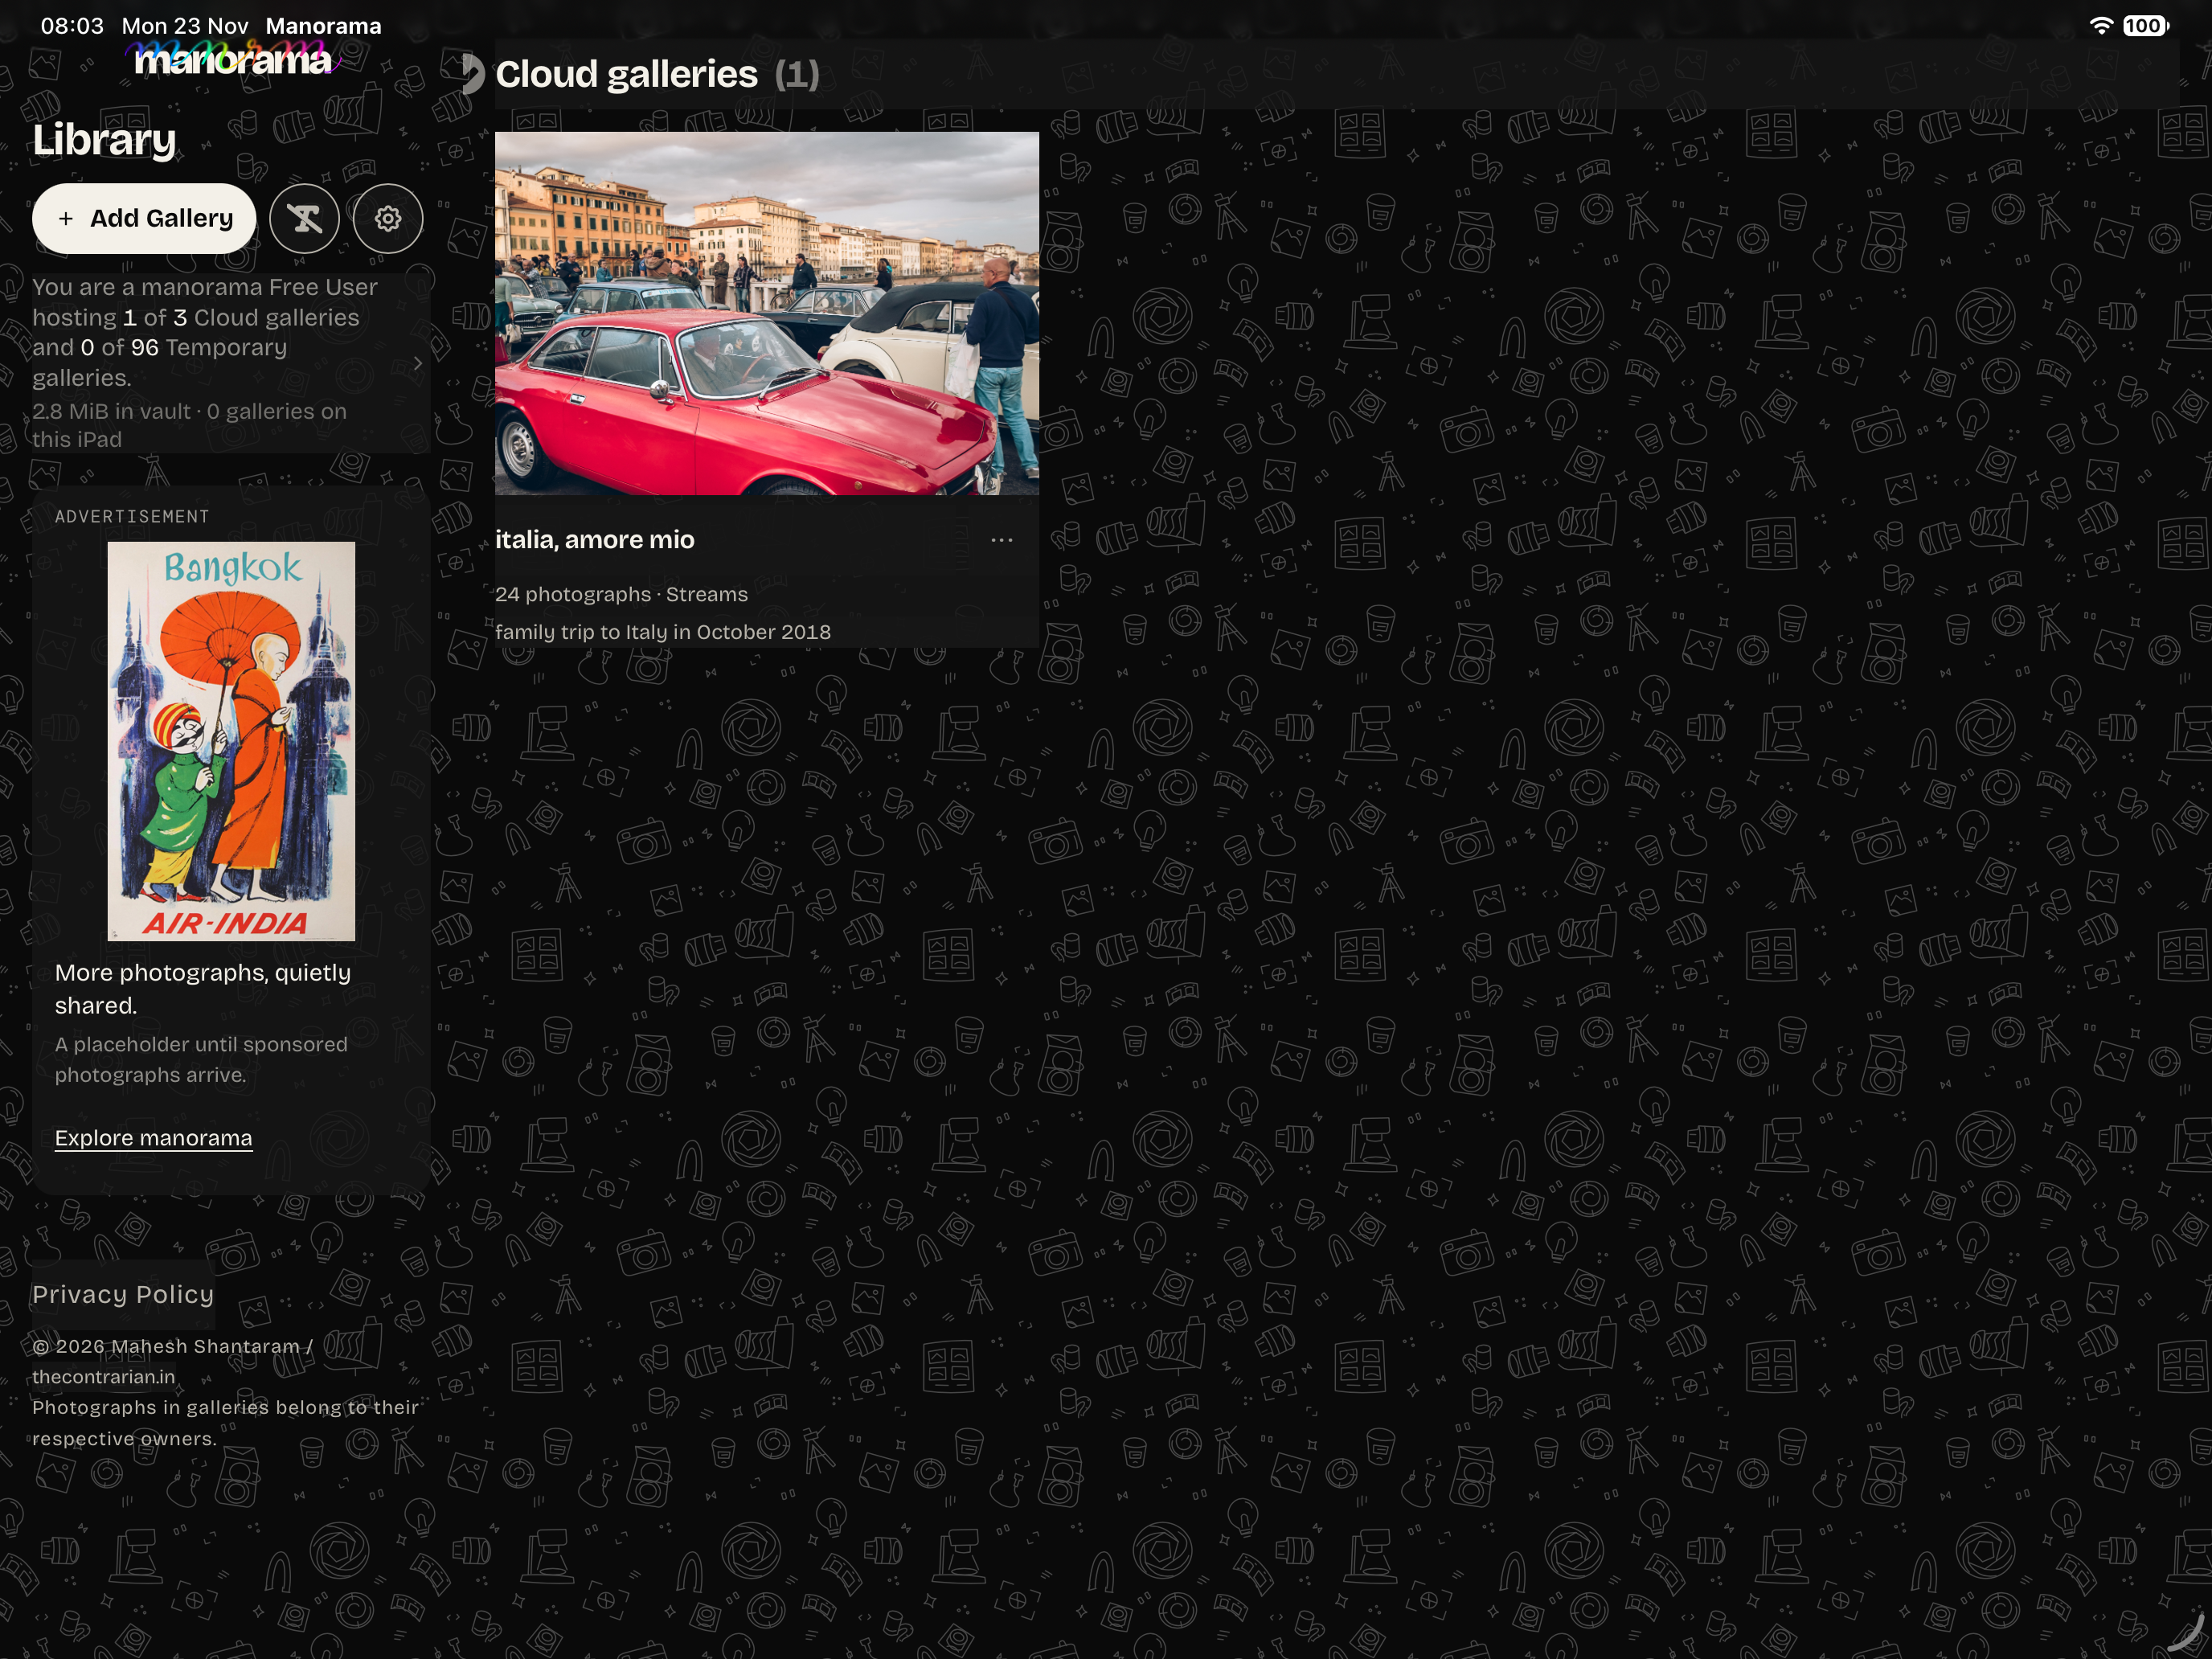 08:03 Mon 23 Nov Manorama
100
mnrm
manorama
Library
+ Add Gallery
You are a manorama Free User
hosting 1 of 3 Cloud galleries
and 0 of 96 Temporary
galleries.
2.8 MiB in vault · 0 galleries on
this iPad
ADVERTISEMENT
Bangkok
AIR-INDIA
More photographs, quietly
shared.
A placeholder until sponsored
photographs arrive.
Explore manorama
Privacy Policy
© 2026 Mahesh Shantaram /
thecontrarian.in
Photographs in galleries belong to their
respective owners.
Cloud galleries (1)
italia, amore mio
24 photographs · Streams
family trip to Italy in October 2018